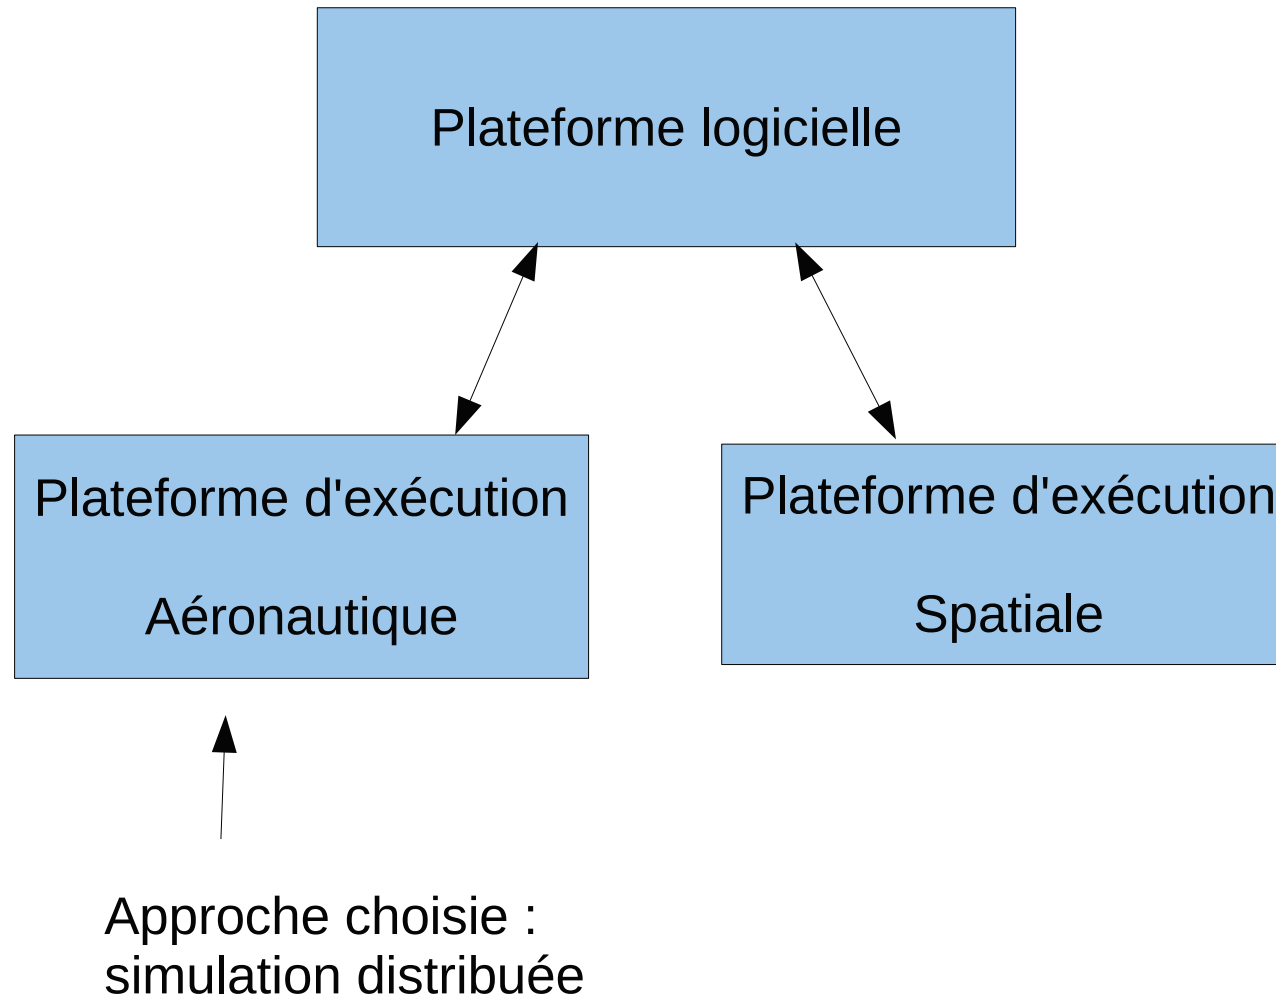 Plateforme logicielle
Plateforme d'exécution
Aéronautique
Plateforme d'exécution
Spatiale
Approche choisie :
simulation distribuée